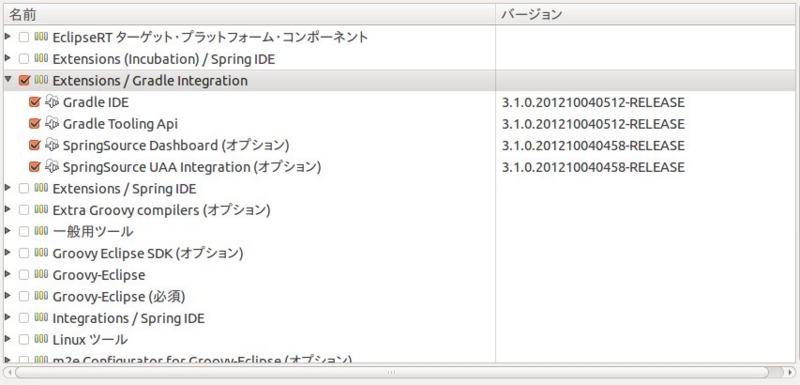 名前 バージョン
EclipseRT ターゲット・プラットフォーム・コンポーネント
Extensions (Incubation) / Spring IDE
Extensions / Gradle Integration
Gradle IDE 3.1.0.201210040512-RELEASE
Gradle Tooling Api 3.1.0.201210040512-RELEASE
SpringSource Dashboard (オプション) 3.1.0.201210040458-RELEASE
SpringSource UAA Integration (オプション) 3.1.0.201210040458-RELEASE
Extensions / Spring IDE
Extra Groovy compilers (オプション)
一般用ツール
Groovy Eclipse SDK (オプション)
Groovy-Eclipse
Groovy-Eclipse (必須)
Integrations / Spring IDE
Linux ツール
m2e Configurator for Groovy-Eclipse (オプション)